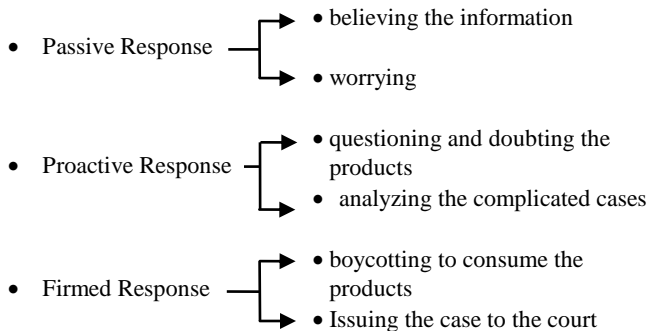 • believing the information
• Passive Response
• worrying
• questioning and doubting the
products
• Proactive Response
• analyzing the complicated cases
• boycotting to consume the
products
• Firmed Response
• Issuing the case to the court